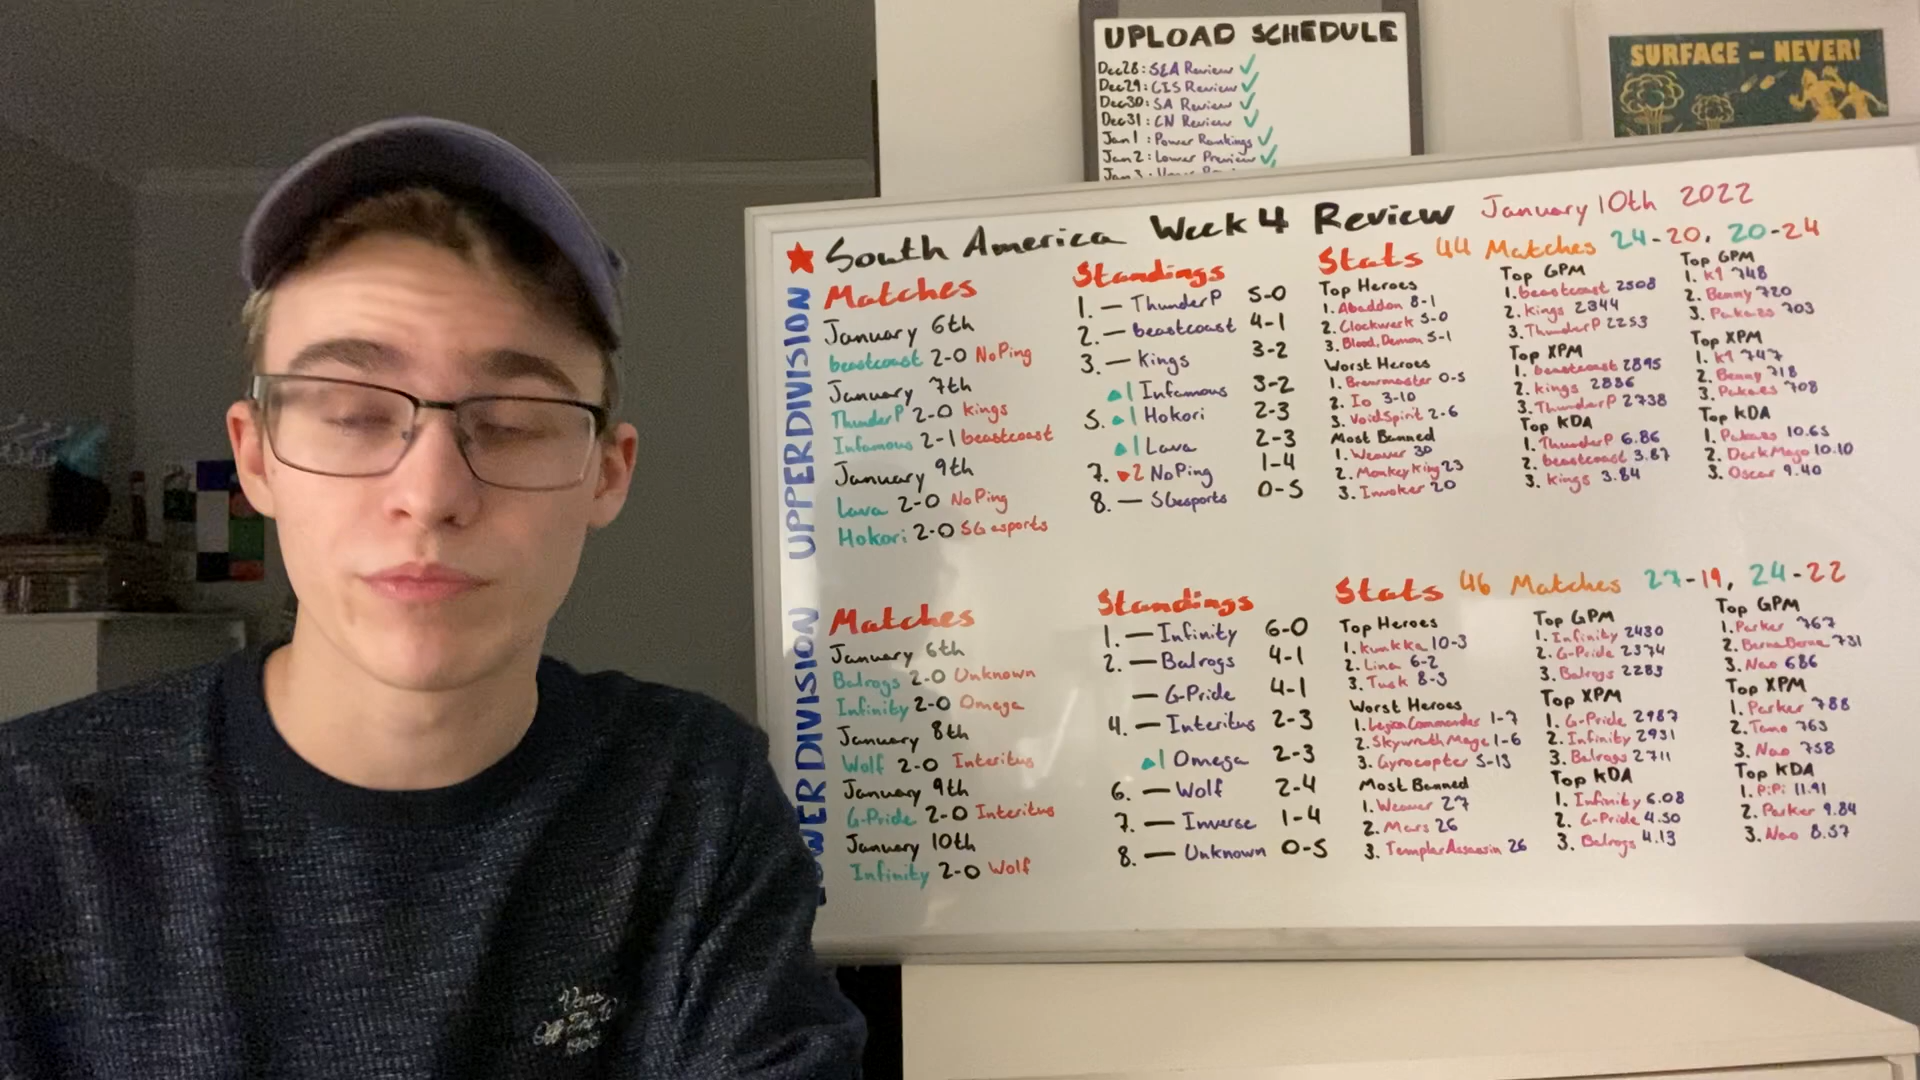 UPLOAD SCHEDULE
Dec28: SEA Review ✓
Dec29: CIS Review ✓
Dec30: SA Review ✓
Dec31: CN Review ✓
Jan 1: Power Rankings ✓
Jan 2: Lower Preview ✓
Jan 3:
SURFACE – NEVER!
South America Week 4 Review January 10th 2022
UPPER DIVISION
Matches
January 6th
beastcoast 2-0 NoPing
January 7th
ThunderP 2-0 Kings
Infamous 2-1 beastcoast
January 9th
Lava 2-0 NoPing
Hokori 2-0 SG esports
Standings
1. — ThunderP 5-0
2. — beastcoast 4-1
3. — Kings 3-2
▲1 Infamous 3-2
5. ▲1 Hokori 2-3
▲1 Lava 2-3
7. ▼2 NoPing 1-4
8. — SGesports 0-5
Stats 44 Matches 24-20, 20-24
Top Heroes
1. Abaddon 8-1
2. Clockwerk 5-0
3. Blood, Demon 5-1
Worst Heroes
1. Brewmaster 0-5
2. Io 3-10
3. Void Spirit 2-6
Most Banned
1. Weaver 30
2. Monkey King 23
3. Invoker 20
Top GPM
1. beastcoast 2508
2. Kings 2344
3. ThunderP 2253
Top XPM
1. beastcoast 2895
2. Kings 2886
3. ThunderP 2738
Top KDA
1. ThunderP 6.86
2. beastcoast 3.87
3. Kings 3.84
Top GPM
1. K1 748
2. Benny 720
3. Pakazs 703
Top XPM
1. K1 747
2. Benny 718
3. Pakazs 708
Top KDA
1. Pakazs 10.65
2. DarkMago 10.10
3. Oscar 9.40
LOWER DIVISION
Matches
January 6th
Balrogs 2-0 Unknown
Infinity 2-0 Omega
January 8th
Wolf 2-0 Interitus
January 9th
G-Pride 2-0 Interitus
January 10th
Infinity 2-0 Wolf
Standings
1. — Infinity 6-0
2. — Balrogs 4-1
— G-Pride 4-1
4. — Interitus 2-3
▲1 Omega 2-3
6. — Wolf 2-4
7. — Inverse 1-4
8. — Unknown 0-5
Stats 46 Matches 27-19, 24-22
Top Heroes
1. Kunkka 10-3
2. Lina 6-2
3. Tusk 8-3
Worst Heroes
1. Legion Commander 1-7
2. Skywrath Mage 1-6
3. Gyrocopter 5-13
Most Banned
1. Weaver 27
2. Mars 26
3. Templar Assassin 26
Top GPM
1. Infinity 2430
2. G-Pride 2374
3. Balrogs 2283
Top XPM
1. G-Pride 2987
2. Infinity 2931
3. Balrogs 2711
Top KDA
1. Infinity 6.08
2. G-Pride 4.50
3. Balrogs 4.13
Top GPM
1. Parker 767
2. BernaBerna 731
3. Nao 686
Top XPM
1. Parker 788
2. Tomo 763
3. Nao 758
Top KDA
1. PiPi 11.91
2. Parker 9.84
3. Nao 8.57
Vans
Off The
1966